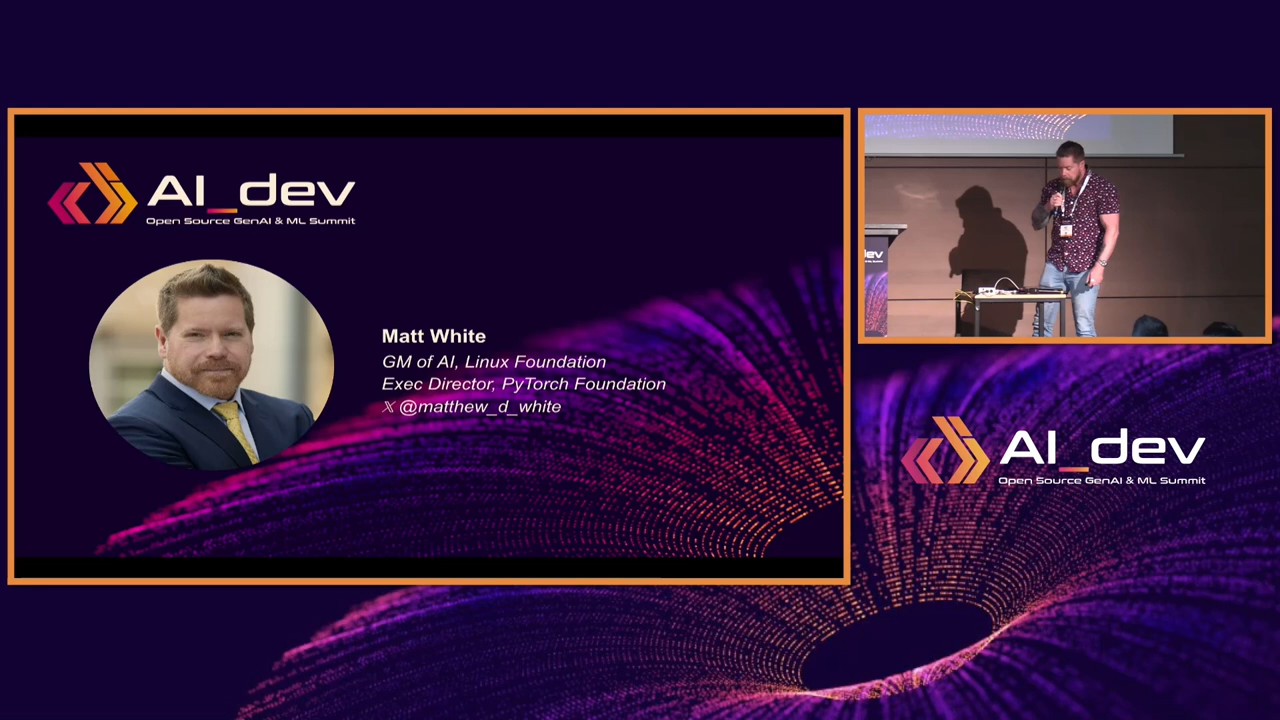 AI_dev
Open Source GenAI & ML Summit
Matt White
GM of AI, Linux Foundation
Exec Director, PyTorch Foundation
𝕏 @matthew_d_white
AI_dev
Open Source GenAI & ML Summit